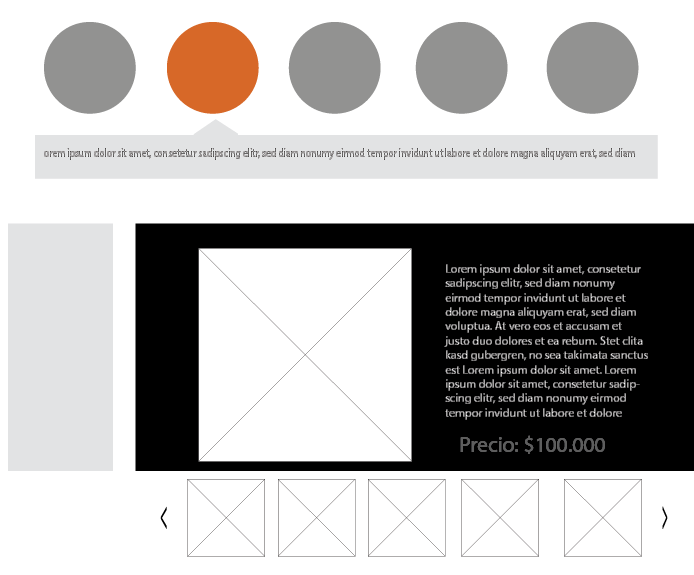 orem ipsum dolor sit amet, consetetur sadipscing elitr, sed diam nonumy eirmod tempor invidunt ut labore et dolore magna aliquyam erat, sed diam
Lorem ipsum dolor sit amet, consetetur
sadipscing elitr, sed diam nonumy
eirmod tempor invidunt ut labore et
dolore magna aliquyam erat, sed diam
voluptua. At vero eos et accusam et
justo duo dolores et ea rebum. Stet clita
kasd gubergren, no sea takimata sanctus
est Lorem ipsum dolor sit amet. Lorem
ipsum dolor sit amet, consetetur sadip-
scing elitr, sed diam nonumy eirmod
tempor invidunt ut labore et dolore
Precio: $100.000